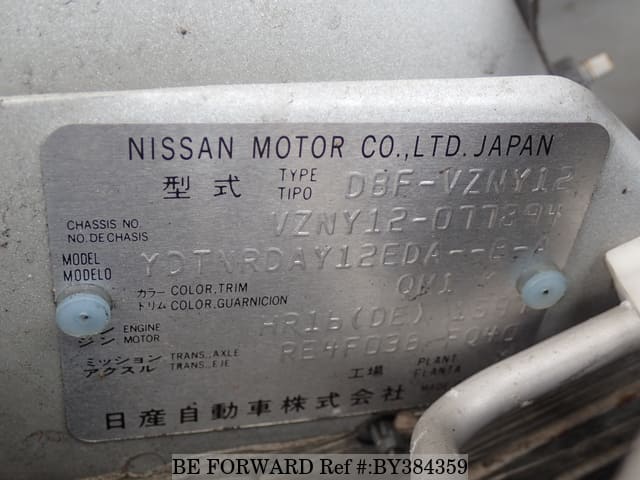 NISSAN MOTOR CO.,LTD. JAPAN
型式 TYPE TIPO DBF-VZNY12
CHASSIS NO. NO.DE CHASIS VZNY12-077394
MODEL MODELO
カラー トリム COLOR,TRIM COLOR,GUARNICION QM1 K
ン ジン ENGINE MOTOR HR16(DE)
ミッション アクスル TRANS.,AXLE TRANS.,EJE RE4F03B
工場 PLANT PLANTA
日産自動車株式会社 MADE
BE FORWARD Ref #:BY384359